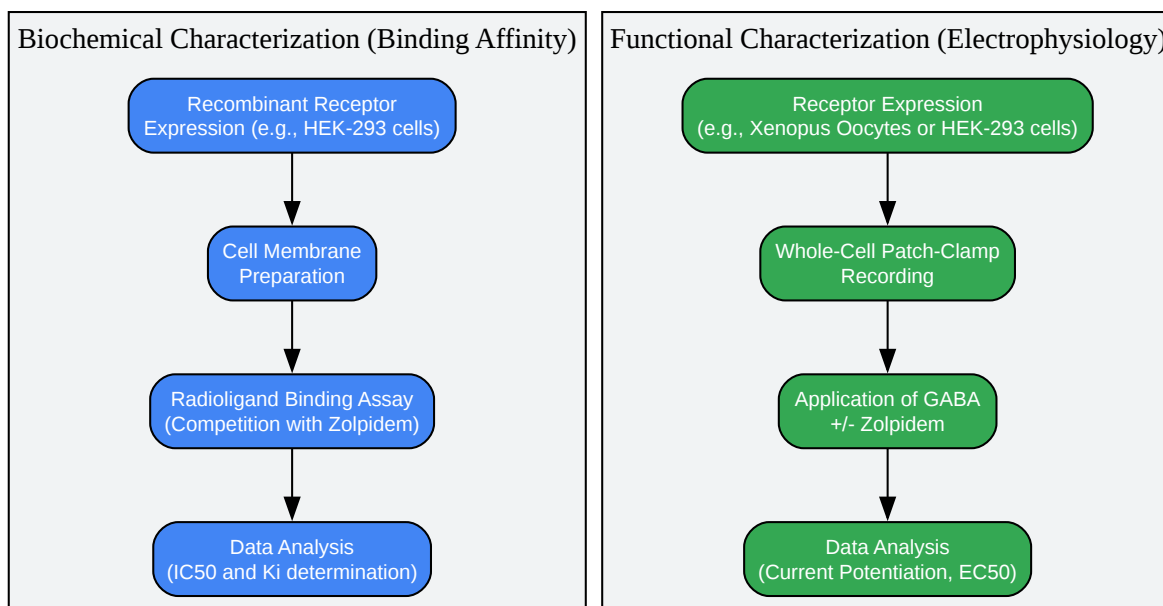 Biochemical Characterization (Binding Affinity)
Recombinant Receptor
Expression (e.g., HEK-293 cells)
Cell Membrane
Preparation
Radioligand Binding Assay
(Competition with Zolpidem)
Data Analysis
(IC50 and Ki determination)
Functional Characterization (Electrophysiology)
Receptor Expression
(e.g., Xenopus Oocytes or HEK-293 cells)
Whole-Cell Patch-Clamp
Recording
Application of GABA
+/- Zolpidem
Data Analysis
(Current Potentiation, EC50)